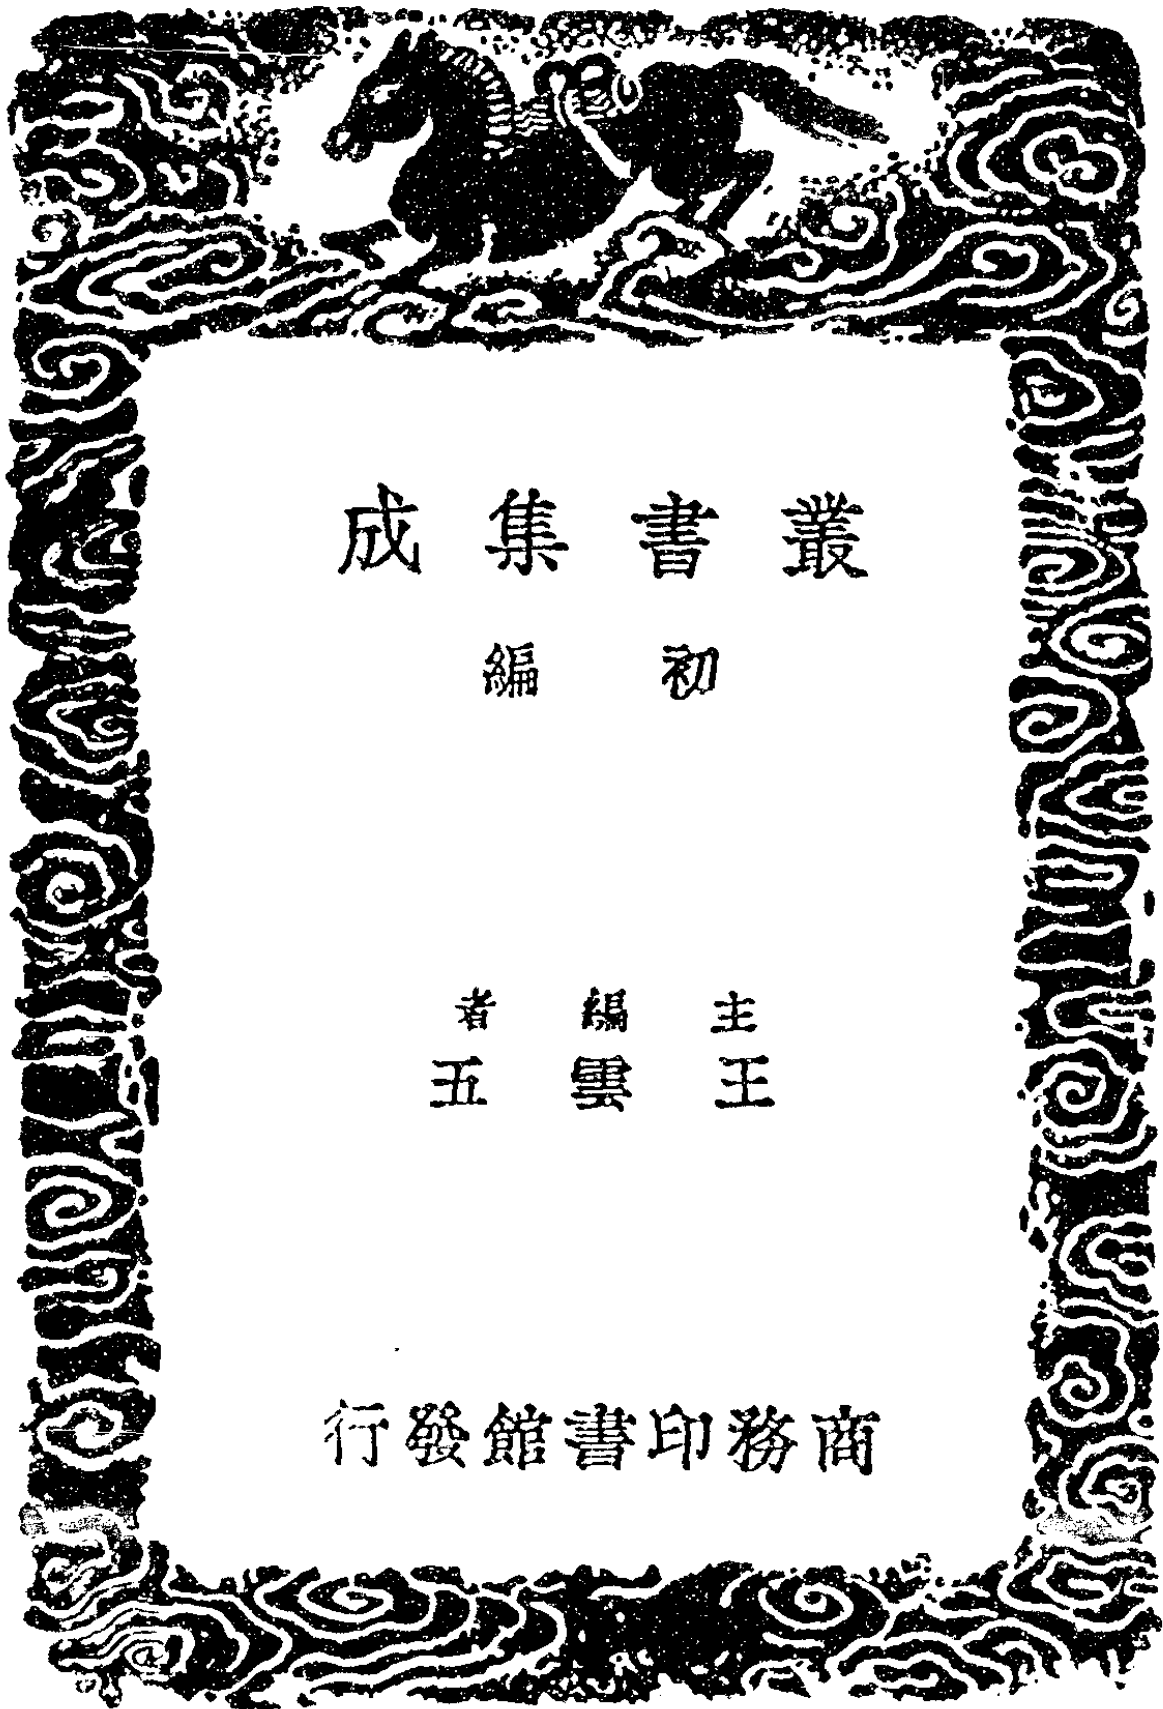 叢書集成
初編
主編者
王雲五
商務印書館發行